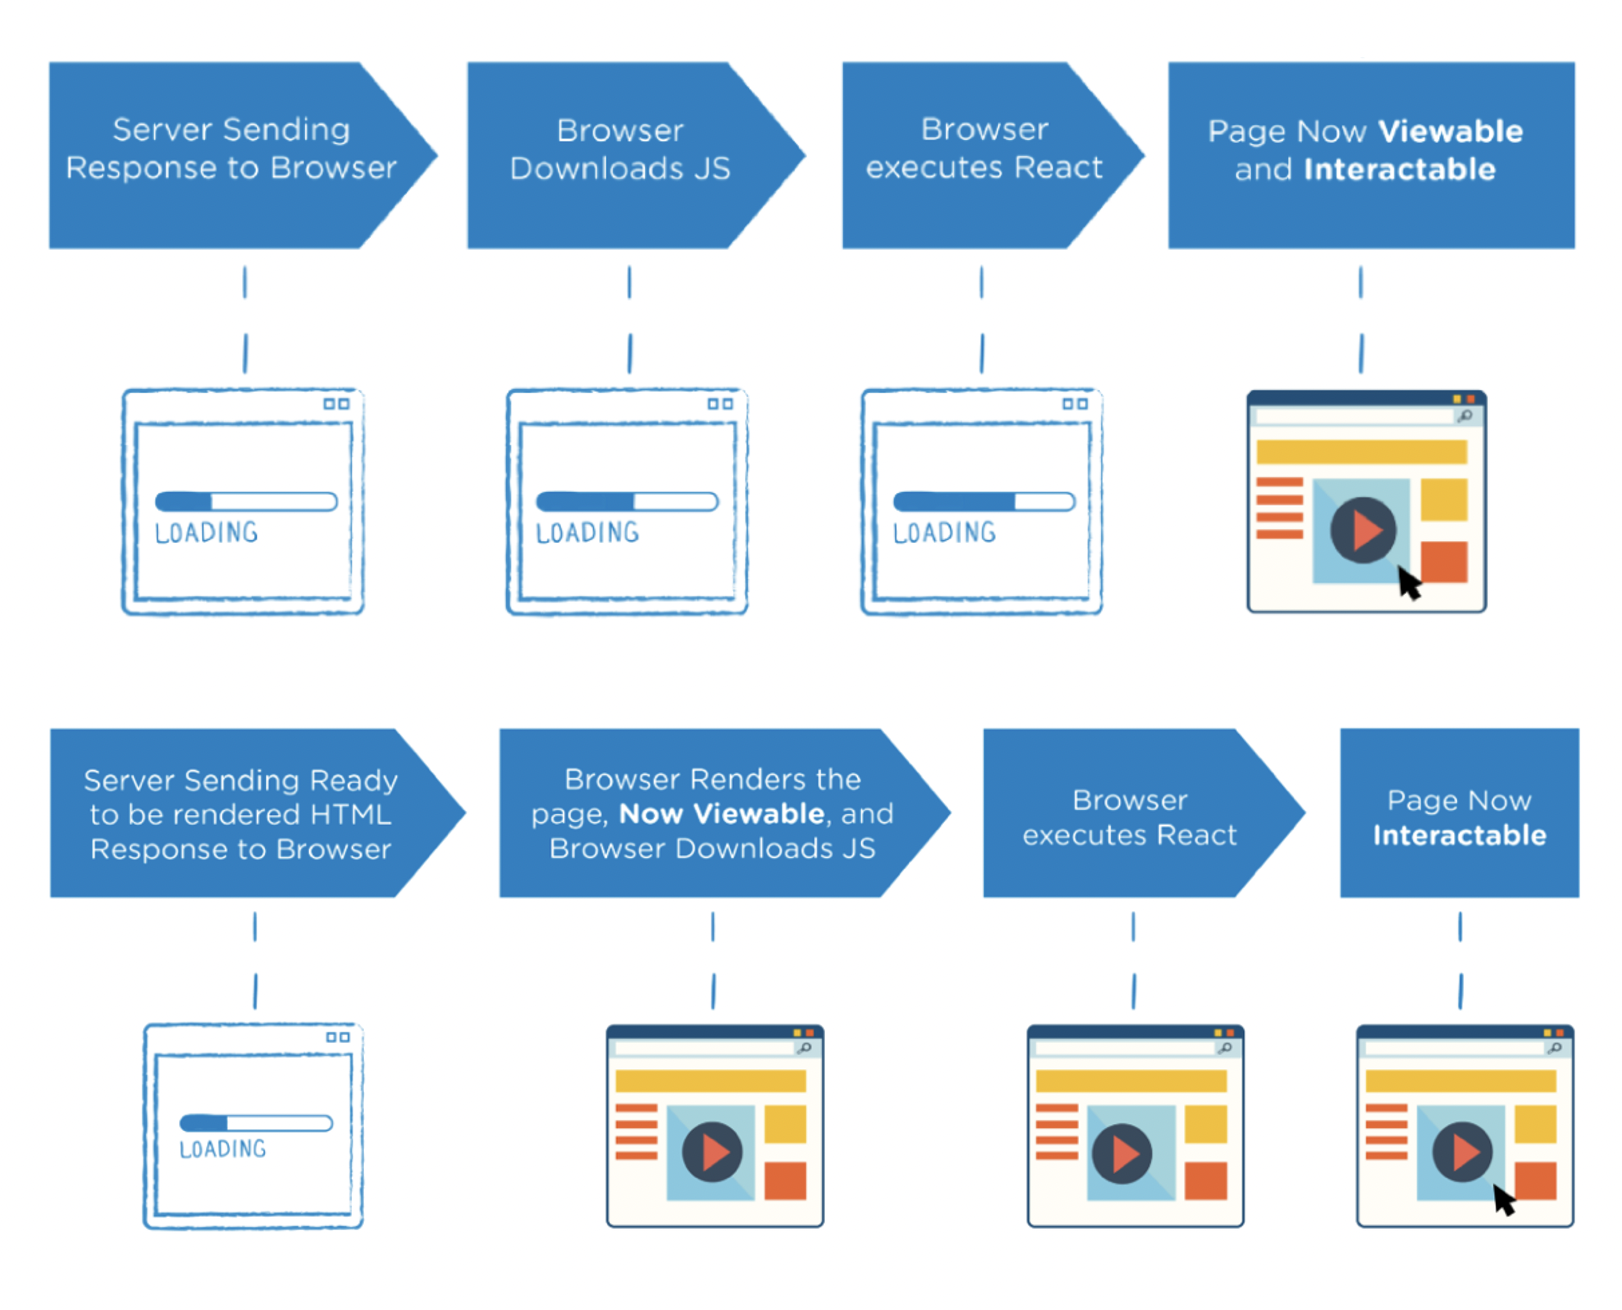 Server Sending
Response to Browser
Browser
Downloads JS
Browser
executes React
Page Now Viewable
and Interactable
LOADING
LOADING
LOADING
Server Sending Ready
to be rendered HTML
Response to Browser
Browser Renders the
page, Now Viewable, and
Browser Downloads JS
Browser
executes React
Page Now
Interactable
LOADING